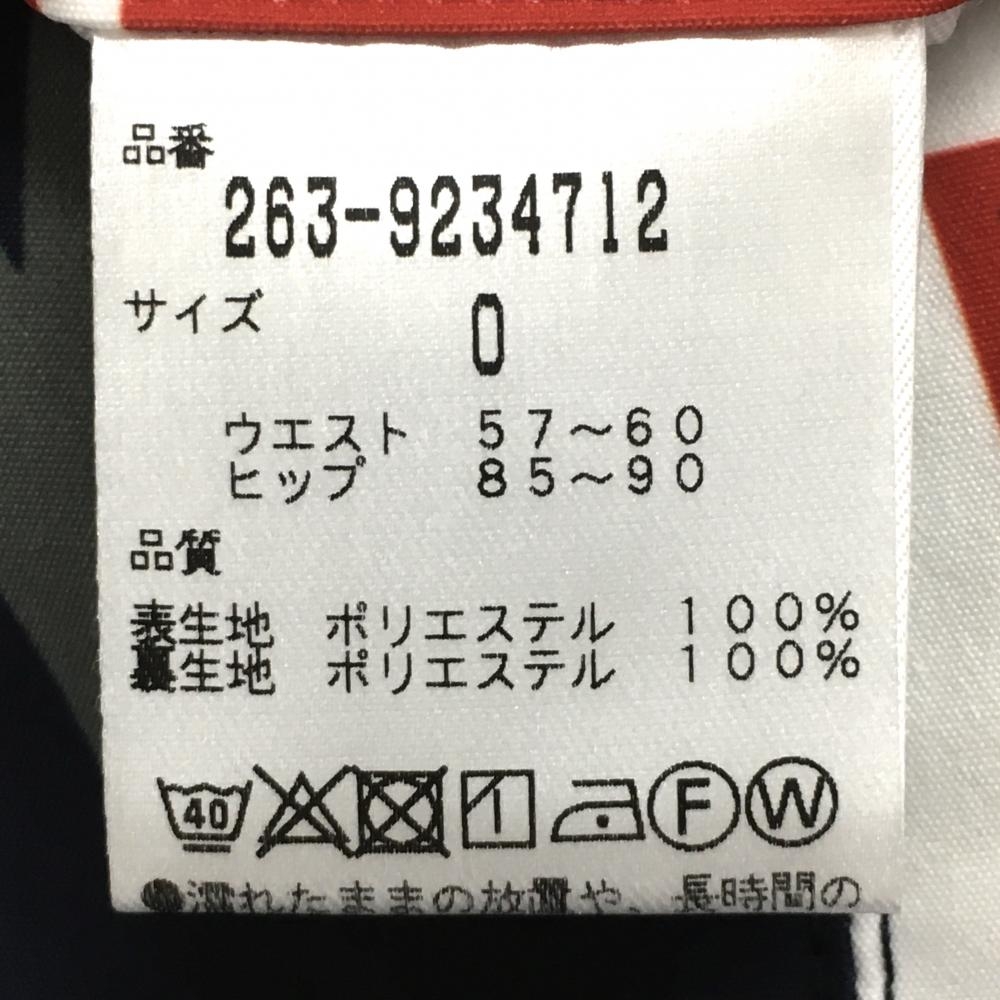 品番
263-9234712
サイズ 0
ウエスト 57～60
ヒップ 85～90
品質
表生地 ポリエステル 100%
裏生地 ポリエステル 100%
40 F W
●濡れたままの放置や、長時間の